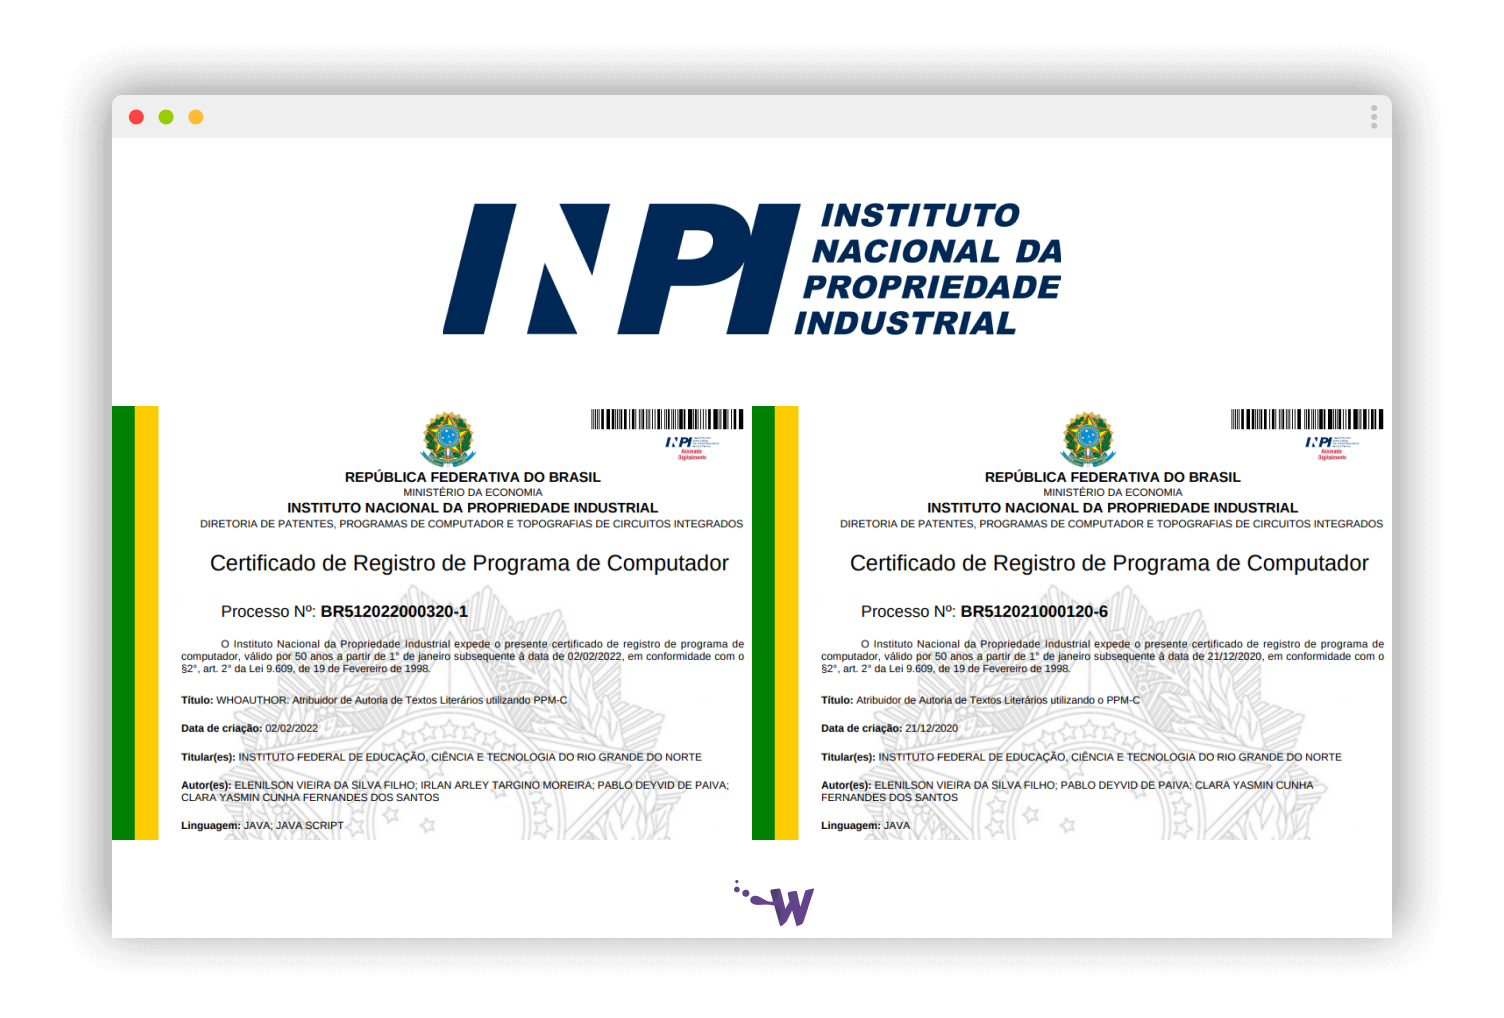 INPI
INSTITUTO
NACIONAL DA
PROPRIEDADE
INDUSTRIAL
INPI
Assinado
Digitalmente
REPÚBLICA FEDERATIVA DO BRASIL
MINISTÉRIO DA ECONOMIA
INSTITUTO NACIONAL DA PROPRIEDADE INDUSTRIAL
DIRETORIA DE PATENTES, PROGRAMAS DE COMPUTADOR E TOPOGRAFIAS DE CIRCUITOS INTEGRADOS
Certificado de Registro de Programa de Computador
Processo Nº: BR512022000320-1
O Instituto Nacional da Propriedade Industrial expede o presente certificado de registro de programa de
computador, válido por 50 anos a partir de 1° de janeiro subsequente à data de 02/02/2022, em conformidade com o
§2°, art. 2° da Lei 9.609, de 19 de Fevereiro de 1998.
Título: WHOAUTHOR: Atribuidor de Autoria de Textos Literários utilizando PPM-C
Data de criação: 02/02/2022
Titular(es): INSTITUTO FEDERAL DE EDUCAÇÃO, CIÊNCIA E TECNOLOGIA DO RIO GRANDE DO NORTE
Autor(es): ELENILSON VIEIRA DA SILVA FILHO; IRLAN ARLEY TARGINO MOREIRA; PABLO DEYVID DE PAIVA;
CLARA YASMIN CUNHA FERNANDES DOS SANTOS
Linguagem: JAVA; JAVA SCRIPT
INPI
Assinado
Digitalmente
REPÚBLICA FEDERATIVA DO BRASIL
MINISTÉRIO DA ECONOMIA
INSTITUTO NACIONAL DA PROPRIEDADE INDUSTRIAL
DIRETORIA DE PATENTES, PROGRAMAS DE COMPUTADOR E TOPOGRAFIAS DE CIRCUITOS INTEGRADOS
Certificado de Registro de Programa de Computador
Processo Nº: BR512021000120-6
O Instituto Nacional da Propriedade Industrial expede o presente certificado de registro de programa de
computador, válido por 50 anos a partir de 1° de janeiro subsequente à data de 21/12/2020, em conformidade com o
§2°, art. 2° da Lei 9.609, de 19 de Fevereiro de 1998.
Título: Atribuidor de Autoria de Textos Literários utilizando o PPM-C
Data de criação: 21/12/2020
Titular(es): INSTITUTO FEDERAL DE EDUCAÇÃO, CIÊNCIA E TECNOLOGIA DO RIO GRANDE DO NORTE
Autor(es): ELENILSON VIEIRA DA SILVA FILHO; PABLO DEYVID DE PAIVA; CLARA YASMIN CUNHA
FERNANDES DOS SANTOS
Linguagem: JAVA
W